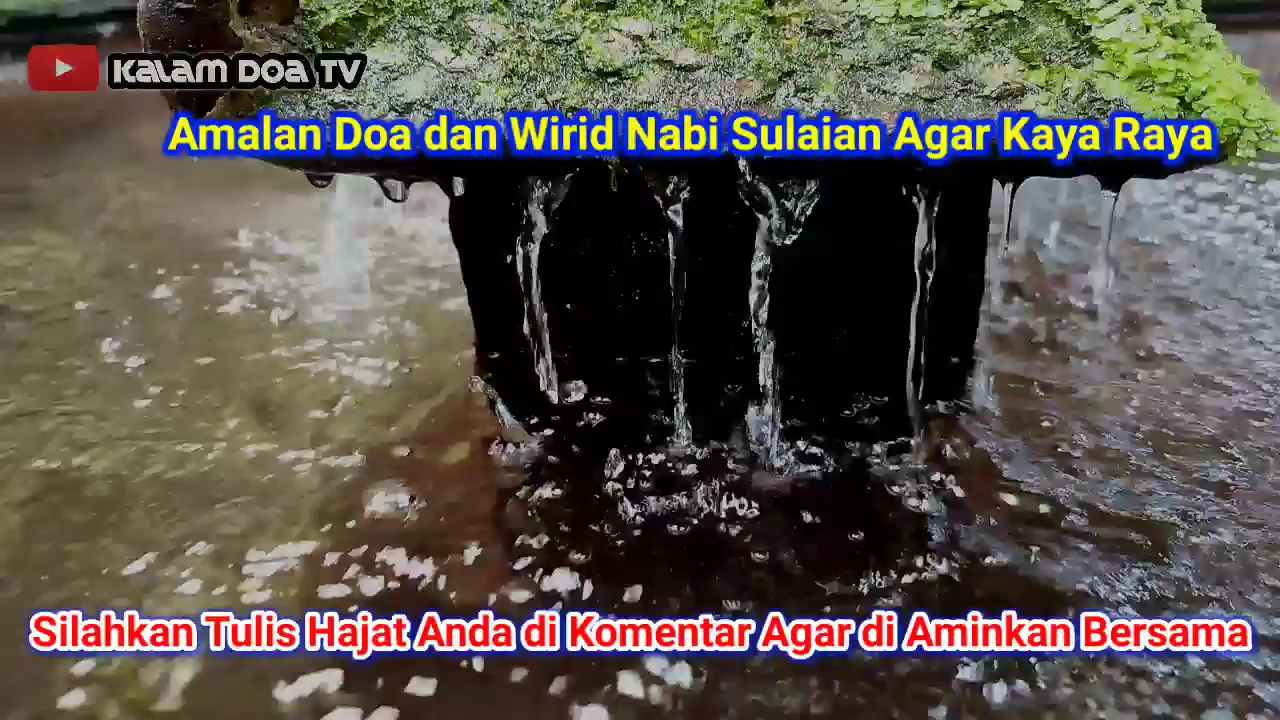 KALAM DOA TV
Amalan Doa dan Wirid Nabi Sulaian Agar Kaya Raya
Silahkan Tulis Hajat Anda di Komentar Agar di Aminkan Bersama